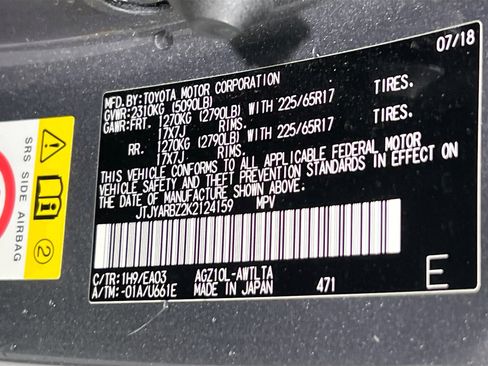 07/18
MFD.BY:TOYOTA MOTOR CORPORATION
GVWR:2310KG (5090LB)
GAWR:FRT. 1270KG (2790LB) WITH 225/65R17 TIRES.
17X7J RIMS.
RR. 1270KG (2790LB) WITH 225/65R17 TIRES.
17X7J RIMS.
THIS VEHICLE CONFORMS TO ALL APPLICABLE FEDERAL MOTOR
VEHICLE SAFETY AND THEFT PREVENTION STANDARDS IN EFFECT ON
THE DATE OF MANUFACTURE SHOWN ABOVE.
JTJYARBZ2K2124159 MPV
C/TR:1H9/EA03 AGZ10L-AWTLTA
A/TM:-01A/U661E MADE IN JAPAN 471 E
SRS SIDE AIRBAG
2